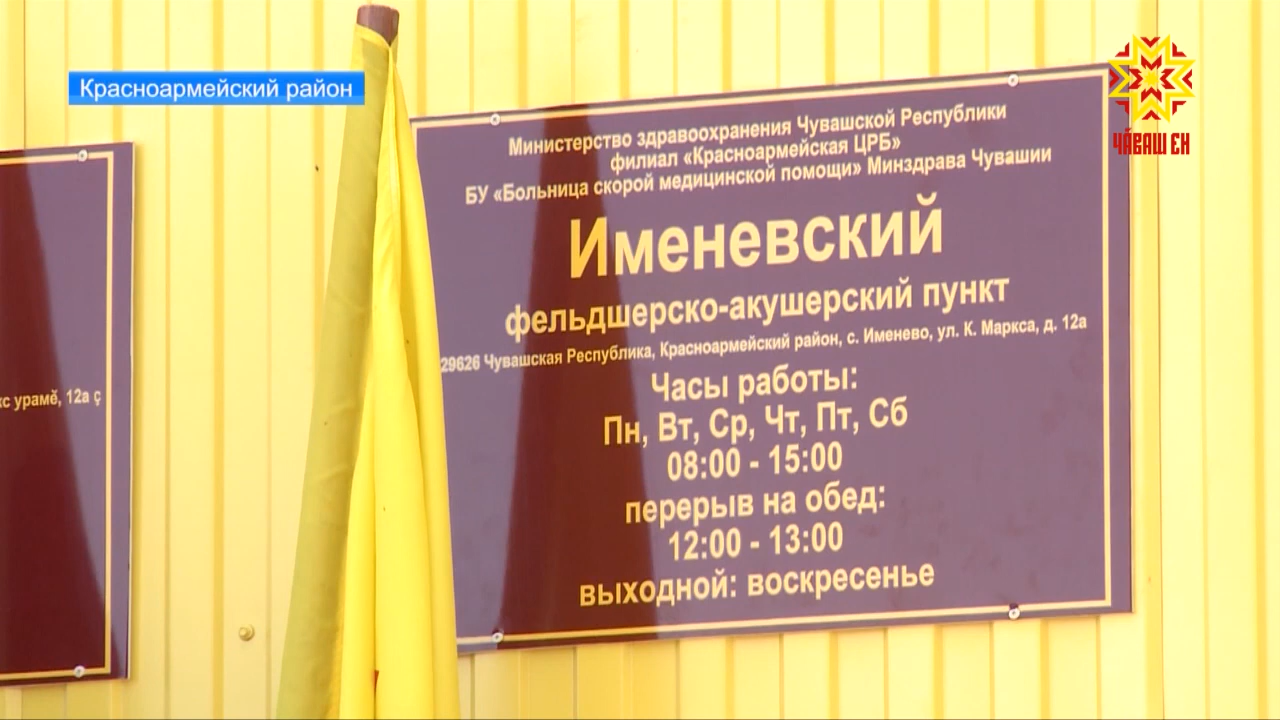 Красноармейский район
ЧӐВАШ ЕН
Министерство здравоохранения Чувашской Республики
филиал «Красноармейская ЦРБ»
БУ «Больница скорой медицинской помощи» Минздрава Чувашии
Именевский
фельдшерско-акушерский пункт
29626 Чувашская Республика, Красноармейский район, с. Именево, ул. К. Маркса, д. 12а
Часы работы:
Пн, Вт, Ср, Чт, Пт, Сб
08:00 - 15:00
перерыв на обед:
12:00 - 13:00
выходной: воскресенье
кс урамӗ, 12а ҫ